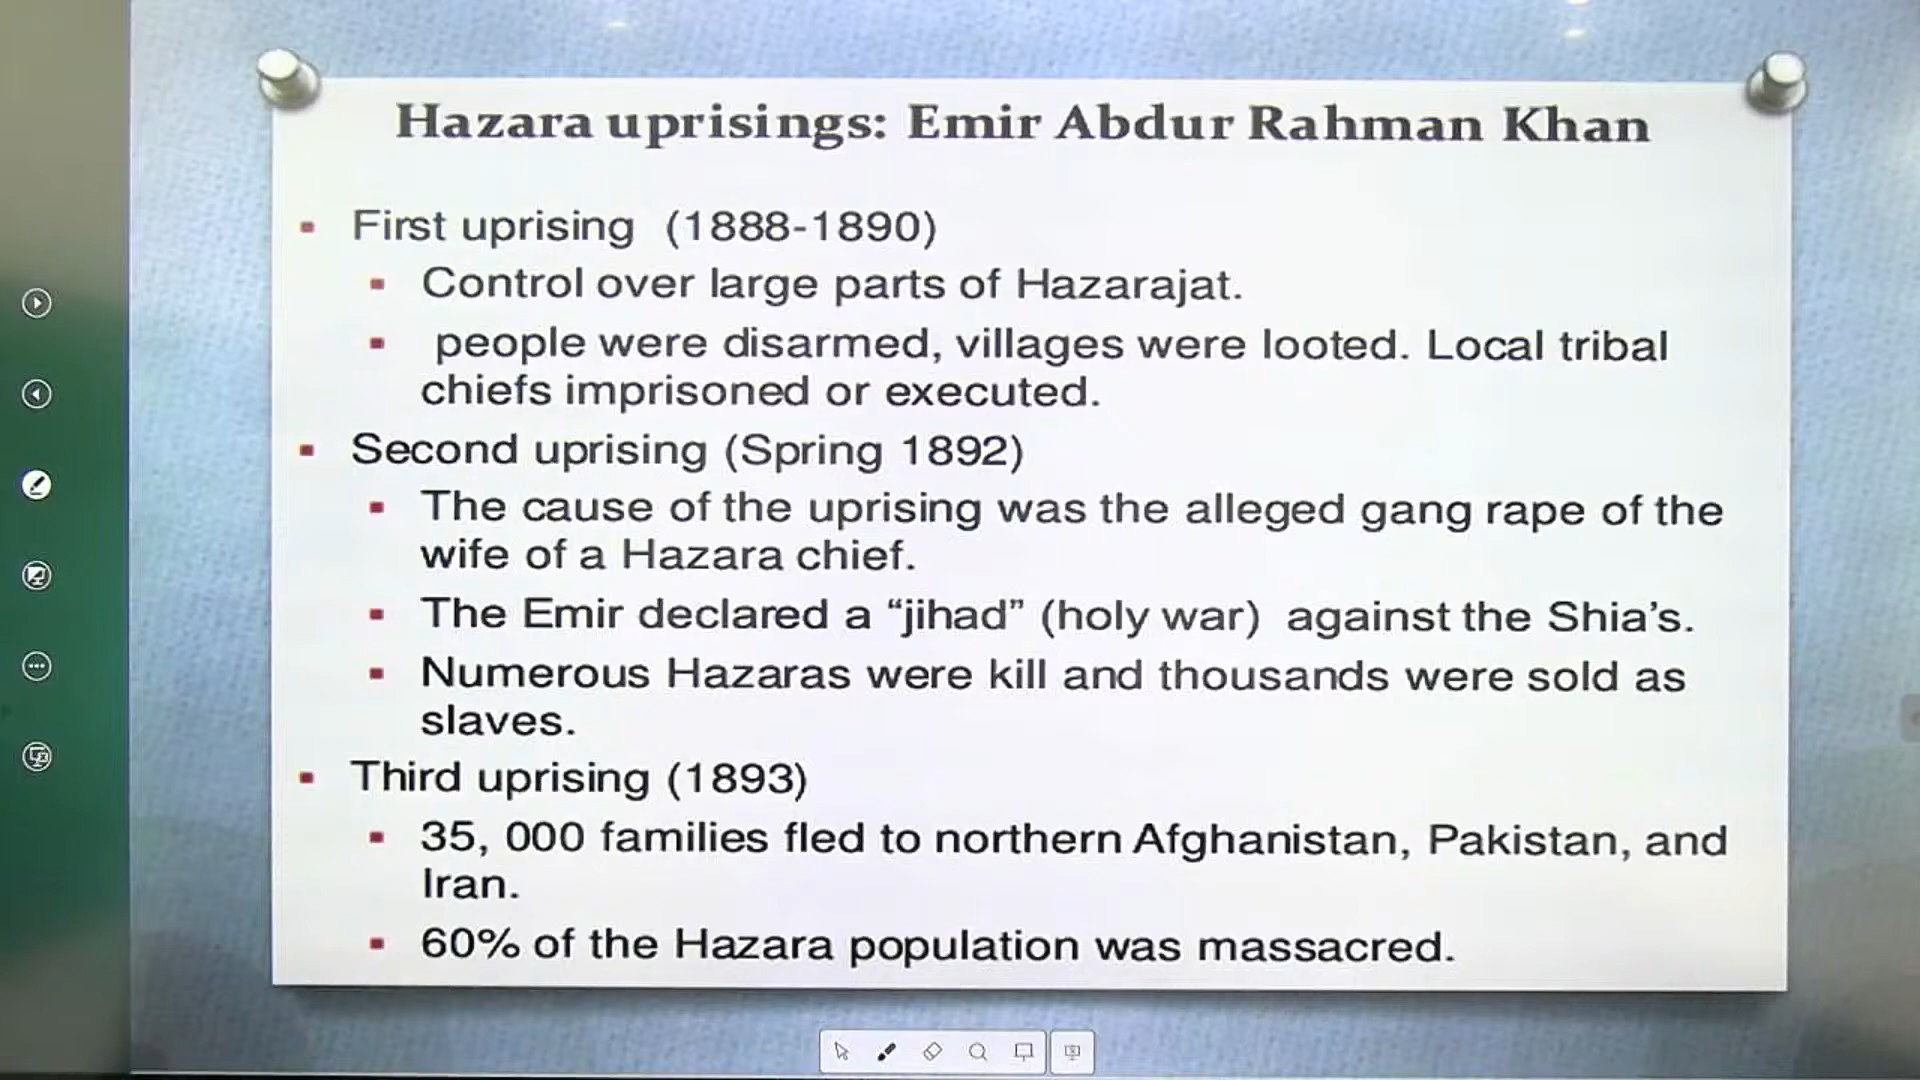 Hazara uprisings: Emir Abdur Rahman Khan
First uprising (1888-1890)
Control over large parts of Hazarajat.
people were disarmed, villages were looted. Local tribal
chiefs imprisoned or executed.
Second uprising (Spring 1892)
The cause of the uprising was the alleged gang rape of the
wife of a Hazara chief.
The Emir declared a “jihad” (holy war) against the Shia’s.
Numerous Hazaras were kill and thousands were sold as
slaves.
Third uprising (1893)
35, 000 families fled to northern Afghanistan, Pakistan, and
Iran.
60% of the Hazara population was massacred.